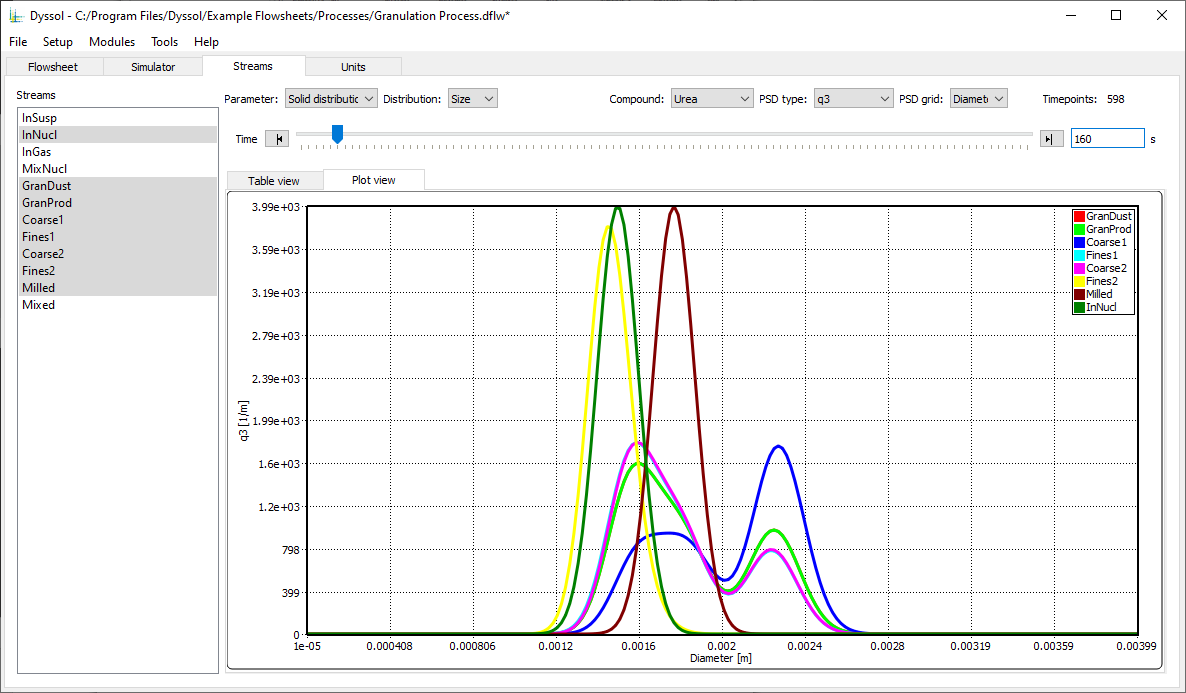 Dyssol - C:/Program Files/Dyssol/Example Flowsheets/Processes/Granulation Process.dflw*
File Setup Modules Tools Help
Flowsheet Simulator Streams Units
Streams
InSusp
InNucl
InGas
MixNucl
GranDust
GranProd
Coarse1
Fines1
Coarse2
Fines2
Milled
Mixed
Parameter: Solid distributic Distribution: Size Compound: Urea PSD type: q3 PSD grid: Diamet Timepoints: 598
Time 160 s
Table view Plot view
3.99e+03
3.59e+03
3.19e+03
2.79e+03
2.39e+03
1.99e+03
1.6e+03
1.2e+03
798
399
0
q3 [1/m]
GranDust
GranProd
Coarse1
Fines1
Coarse2
Fines2
Milled
InNucl
1e-05 0.000408 0.000806 0.0012 0.0016 0.002 0.0024 0.0028 0.00319 0.00359 0.00399
Diameter [m]